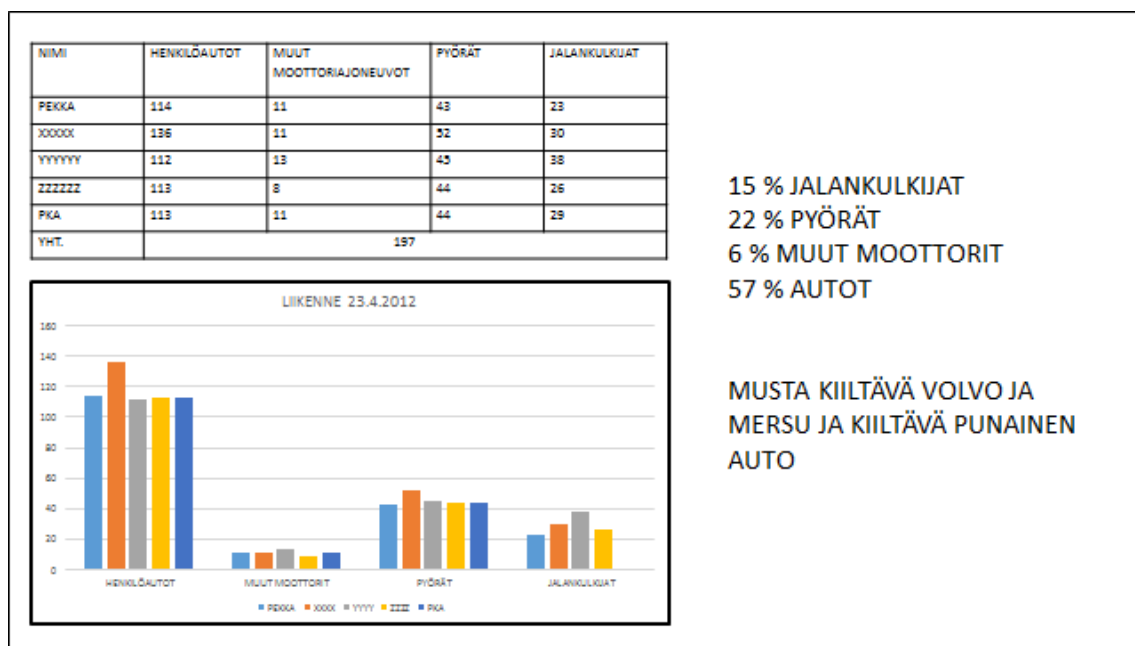 NIMI HENKILÖAUTOT MUUT MOOTTORIAJONEUVOT PYÖRÄT JALANKULKIJAT
PEKKA 114 11 43 23
XXXXX 136 11 52 30
YYYYYY 112 13 45 38
ZZZZZZ 113 8 44 26
PKA 113 11 44 29
YHT. 197
LIIKENNE 23.4.2012
160
140
120
100
80
60
40
20
0
HENKILÖAUTOT MUUT MOOTTORIT PYÖRÄT JALANKULKIJAT
PEKKA XXXX YYYY ZZZZ PKA
15 % JALANKULKIJAT
22 % PYÖRÄT
6 % MUUT MOOTTORIT
57 % AUTOT
MUSTA KIILTÄVÄ VOLVO JA
MERSU JA KIILTÄVÄ PUNAINEN
AUTO